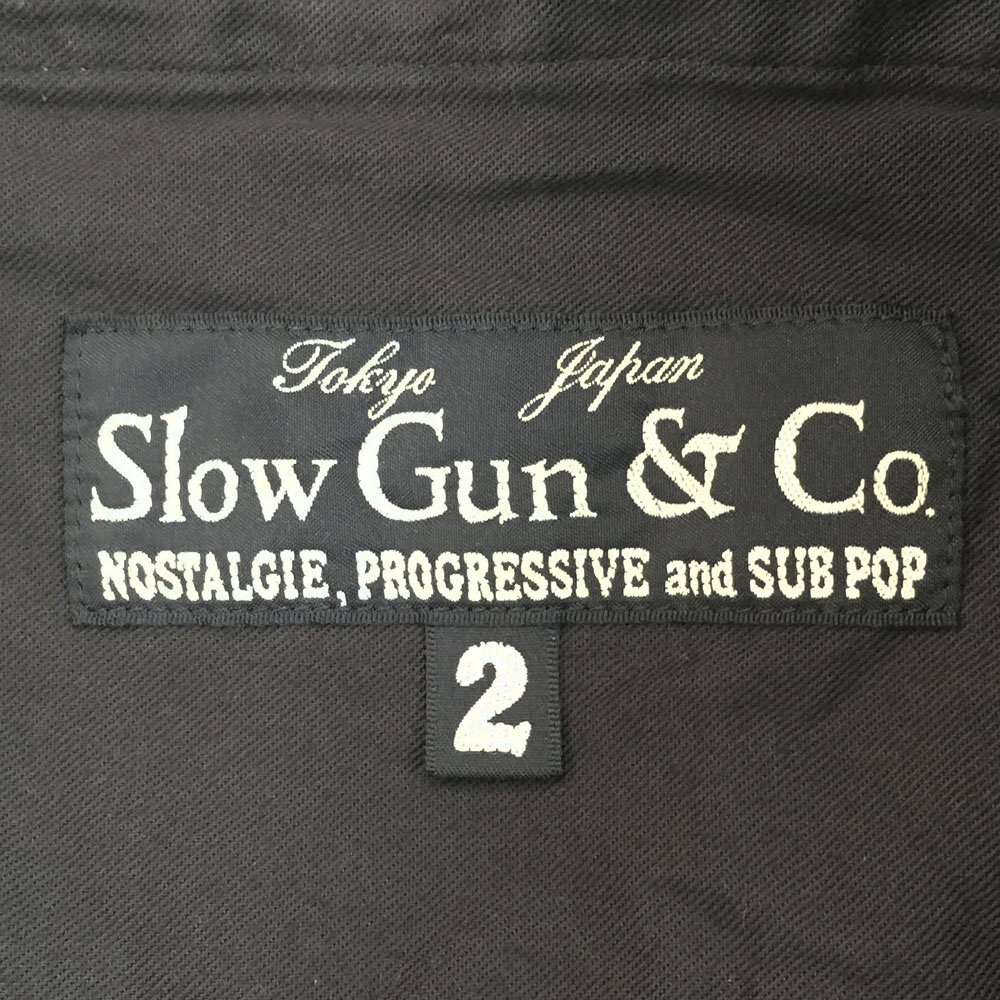 Tokyo Japan
Slow Gun & Co.
NOSTALGIE, PROGRESSIVE and SUB POP
2